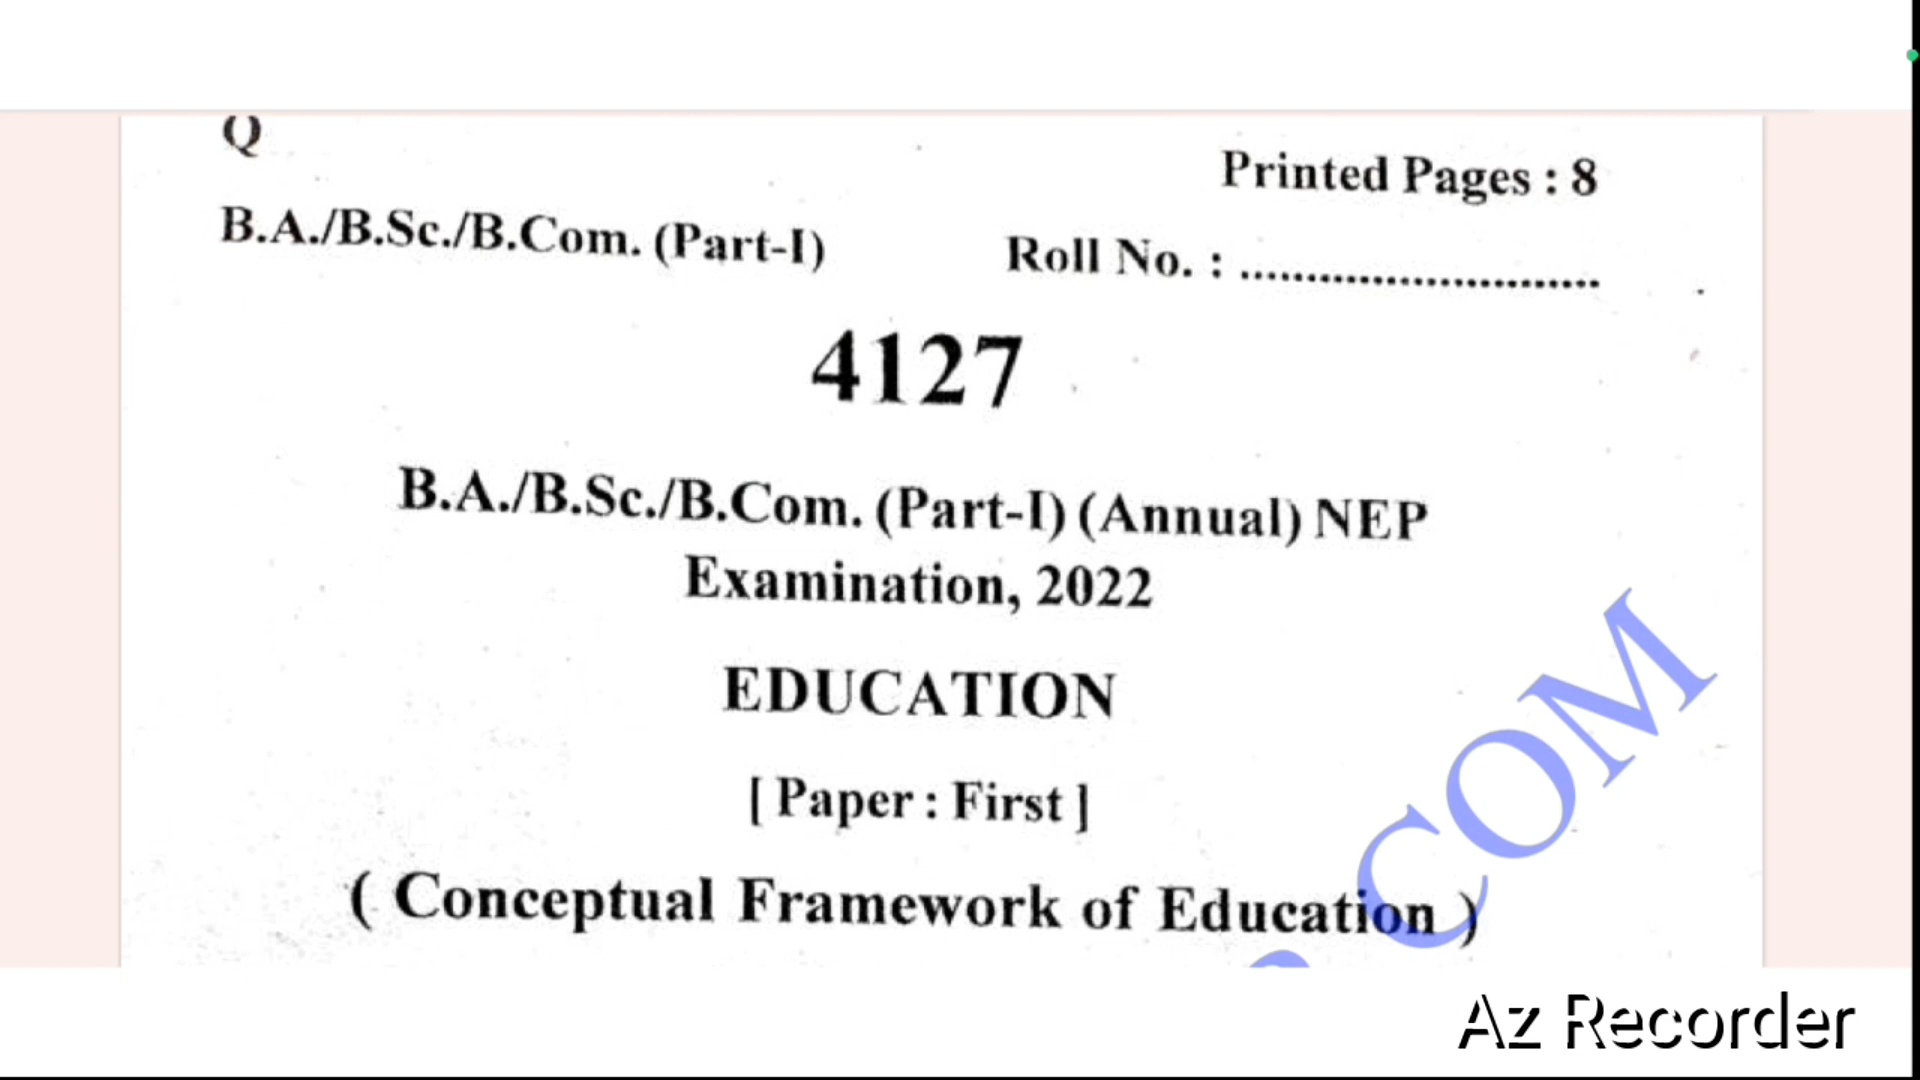 Q
Printed Pages : 8
B.A./B.Sc./B.Com. (Part-I)
Roll No. : ............................
4127
B.A./B.Sc./B.Com. (Part-I) (Annual) NEP
Examination, 2022
EDUCATION
[ Paper : First ]
( Conceptual Framework of Education )
COM
Az Recorder